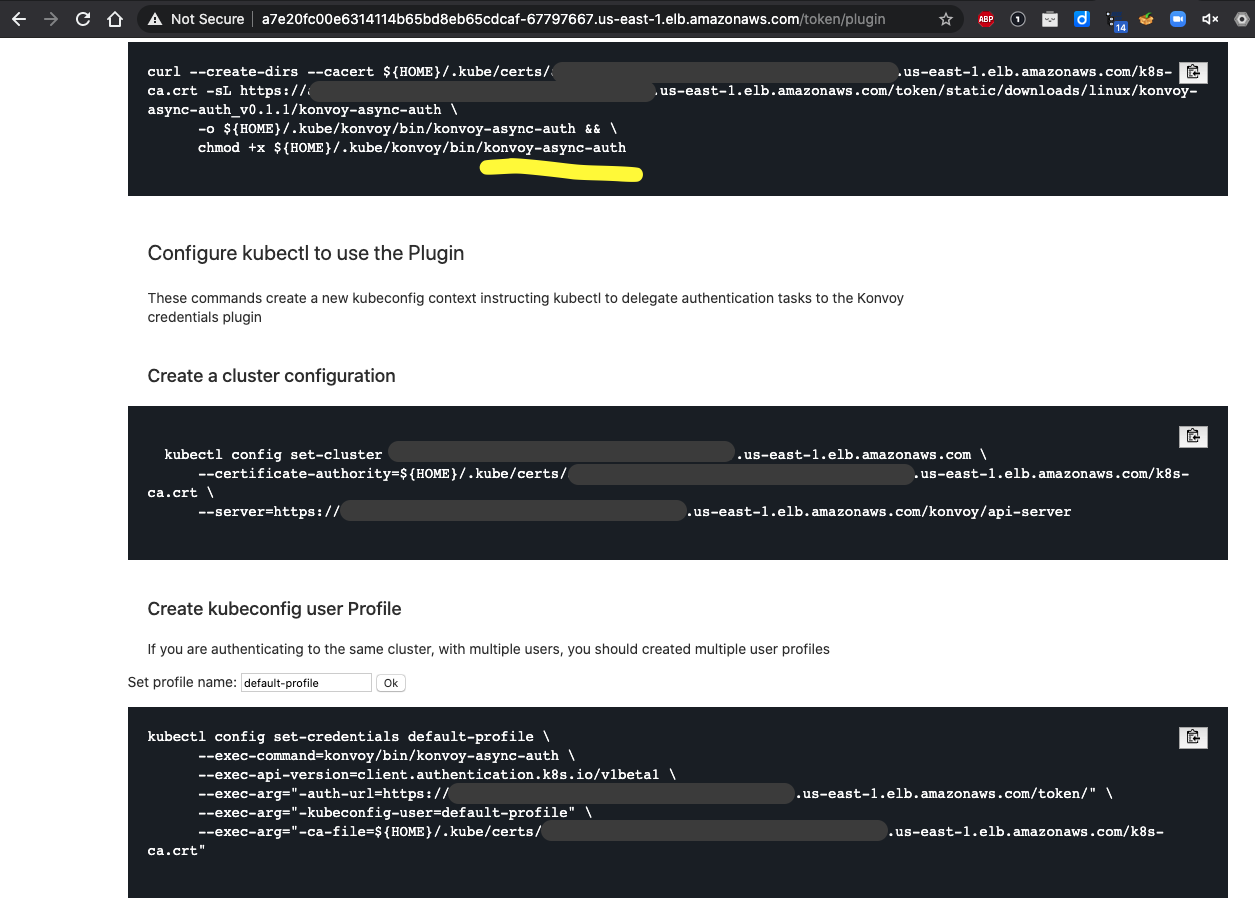 Not Secure | a7e20fc00e6314114b65bd8eb65cdcaf-67797667.us-east-1.elb.amazonaws.com/token/plugin ABP 1 14
curl --create-dirs --cacert ${HOME}/.kube/certs/ .us-east-1.elb.amazonaws.com/k8s-
ca.crt -sL https:// .us-east-1.elb.amazonaws.com/token/static/downloads/linux/konvoy-
async-auth_v0.1.1/konvoy-async-auth \
-o ${HOME}/.kube/konvoy/bin/konvoy-async-auth && \
chmod +x ${HOME}/.kube/konvoy/bin/konvoy-async-auth
Configure kubectl to use the Plugin
These commands create a new kubeconfig context instructing kubectl to delegate authentication tasks to the Konvoy
credentials plugin
Create a cluster configuration
kubectl config set-cluster .us-east-1.elb.amazonaws.com \
--certificate-authority=${HOME}/.kube/certs/ .us-east-1.elb.amazonaws.com/k8s-
ca.crt \
--server=https:// .us-east-1.elb.amazonaws.com/konvoy/api-server
Create kubeconfig user Profile
If you are authenticating to the same cluster, with multiple users, you should created multiple user profiles
Set profile name: default-profile Ok
kubectl config set-credentials default-profile \
--exec-command=konvoy/bin/konvoy-async-auth \
--exec-api-version=client.authentication.k8s.io/v1beta1 \
--exec-arg="-auth-url=https:// .us-east-1.elb.amazonaws.com/token/" \
--exec-arg="-kubeconfig-user=default-profile" \
--exec-arg="-ca-file=${HOME}/.kube/certs/ .us-east-1.elb.amazonaws.com/k8s-
ca.crt"